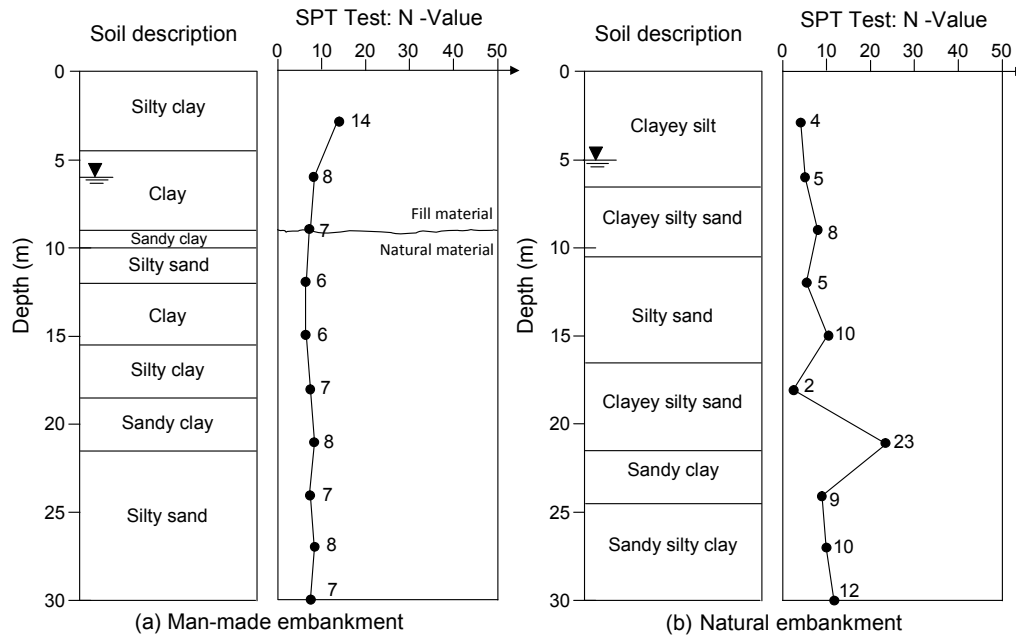 SPT Test: N -Value
Soil description
0 10 20 30 40 50
0
5
10
15
20
25
30
Depth (m)
Silty clay
Clay
Sandy clay
Silty sand
Clay
Silty clay
Sandy clay
Silty sand
14
8
7
6
6
7
8
7
8
7
Fill material
Natural material
(a) Man-made embankment
SPT Test: N -Value
Soil description
0 10 20 30 40 50
0
5
10
15
20
25
30
Depth (m)
Clayey silt
Clayey silty sand
Silty sand
Clayey silty sand
Sandy clay
Sandy silty clay
4
5
8
5
10
2
23
9
10
12
(b) Natural embankment